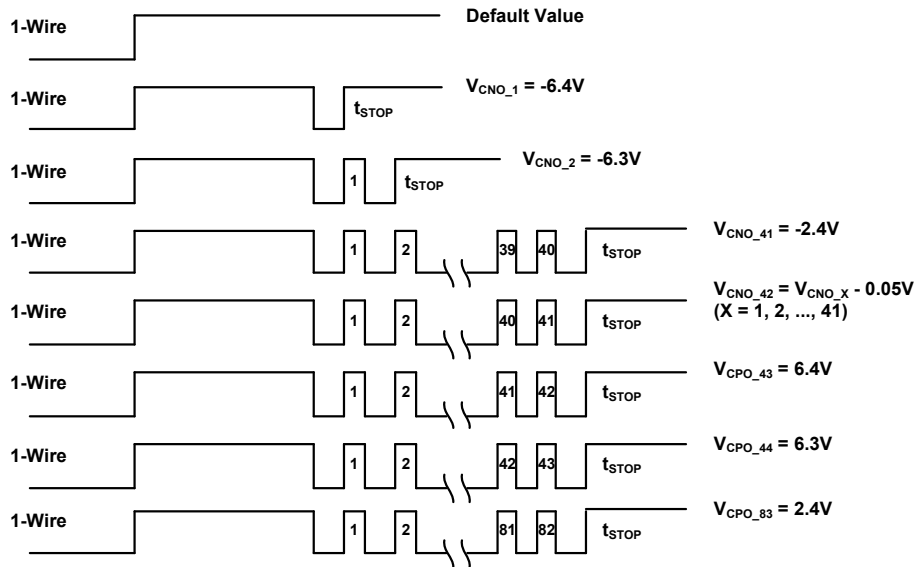 1-Wire Default Value
1-Wire tSTOP VCNO_1 = -6.4V
1-Wire 1 tSTOP VCNO_2 = -6.3V
1-Wire 1 2 39 40 tSTOP VCNO_41 = -2.4V
1-Wire 1 2 40 41 tSTOP VCNO_42 = VCNO_X - 0.05V
(X = 1, 2, ..., 41)
1-Wire 1 2 41 42 tSTOP VCPO_43 = 6.4V
1-Wire 1 2 42 43 tSTOP VCPO_44 = 6.3V
1-Wire 1 2 81 82 tSTOP VCPO_83 = 2.4V